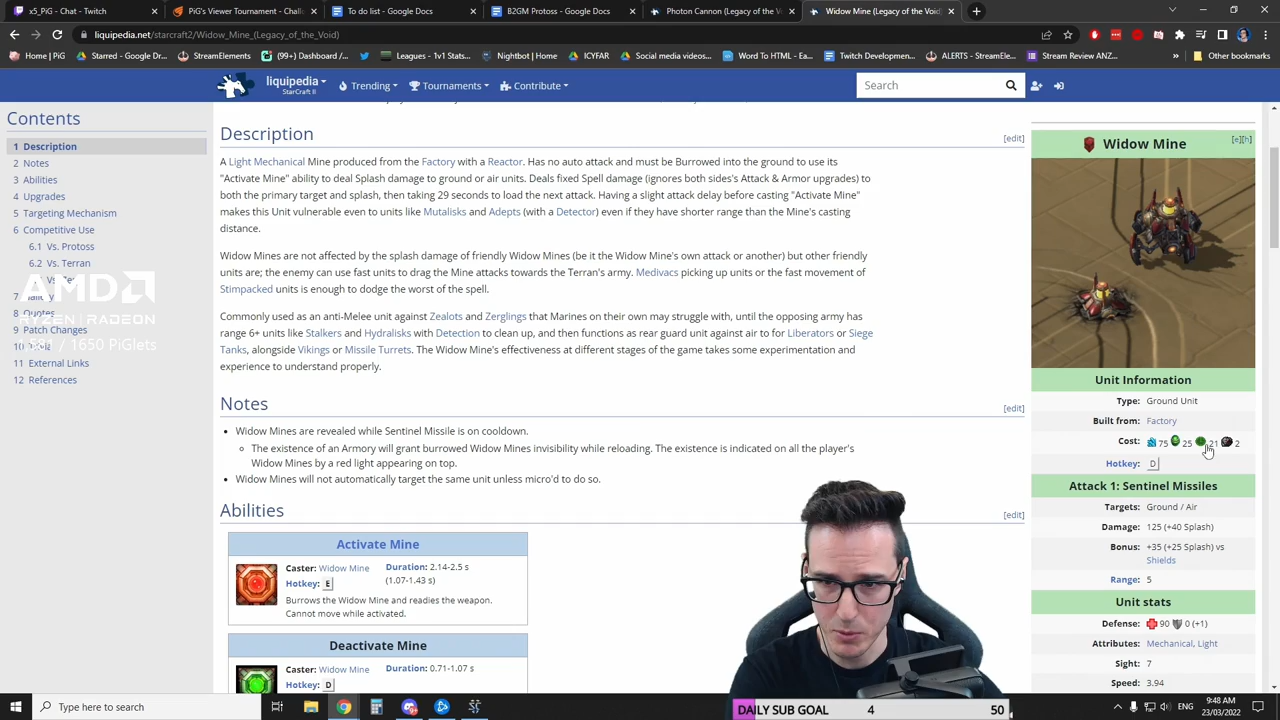 x5_PiG - Chat - Twitch
PiG's Viewer Champions - StarC
League Stats
B2GM Protoss
Photon Cannon (Legacy of the V
liquipedia.net/starcraft2/Widow_Mine_(Legacy_of_the_Void)
Home | PiG
Starred - Google Dr...
StreamElements
(99+) Dashboard /...
Leagues - 1v1 Stats...
ICYFAR
Social media videos...
Word To HTML - W...
Twitch Developmen...
ALERTS - StreamEle...
Stream Review ANZ...
Other bookmarks
liquipedia
StarCraft II
Trending
Tournaments
Contribute
Search
Contents
1 Description
2 Notes
3 Abilities
4 Upgrades
5 Targeting Mechanism
6 Competitive Use
6.1 Vs. Protoss
6.2 Vs. Terran
9 Patch Changes
11 External Links
12 References
AMD
RYZEN | RADEON
/ 1650 PiGlets
Description
[edit]
A Light Mechanical Mine produced from the Factory with a Reactor. Has no auto attack and must be Burrowed into the ground to use its
"Activate Mine" ability to deal Splash damage to ground or air units. Deals fixed Spell damage (ignores both sides's Attack & Armor upgrades) to
both the primary target and splash, then taking 29 seconds to load the next attack. Having a slight attack delay before casting "Activate Mine"
makes this Unit vulnerable even to units like Mutalisks and Adepts (with a Detector) even if they have shorter range than the Mine's casting
distance.
Widow Mines are not affected by the splash damage of friendly Widow Mines (be it the Widow Mine's own attack or another) but other friendly
units are; the enemy can use fast units to drag the Mine attacks towards the Terran's army. Medivacs picking up units or the fast movement of
Stimpacked units is enough to dodge the worst of the spell.
Commonly used as an anti-Melee unit against Zealots and Zerglings that Marines on their own may struggle with, until the opposing army has
range 6+ units like Stalkers and Hydralisks with Detection to clean up, and then functions as rear guard unit against air to for Liberators or Siege
Tanks, alongside Vikings or Missile Turrets. The Widow Mine's effectiveness at different stages of the game takes some experimentation and
experience to understand properly.
Notes
[edit]
Widow Mines are revealed while Sentinel Missile is on cooldown.
The existence of an Armory will grant burrowed Widow Mines invisibility while reloading. The existence is indicated on all the player's
Widow Mines by a red light appearing on top.
Widow Mines will not automatically target the same unit unless micro'd to do so.
Abilities
[edit]
Activate Mine
Caster: Widow Mine
Duration: 2.14-2.5 s
(1.07-1.43 s)
Hotkey: E
Burrows the Widow Mine and readies the weapon.
Cannot move while activated.
Deactivate Mine
Caster: Widow Mine
Duration: 0.71-1.07 s
Hotkey: D
Widow Mine
[e][h]
Unit Information
Type: Ground Unit
Built from: Factory
Cost: 75 25 21 2
Hotkey: D
Attack 1: Sentinel Missiles
Targets: Ground / Air
Damage: 125 (+40 Splash)
Bonus: +35 (+25 Splash) vs
Shields
Range: 5
Unit stats
Defense: 90 0 (+1)
Attributes: Mechanical, Light
Sight: 7
Speed: 3.94
DAILY SUB GOAL 4 50
Type here to search
9:48 AM
23/03/2022